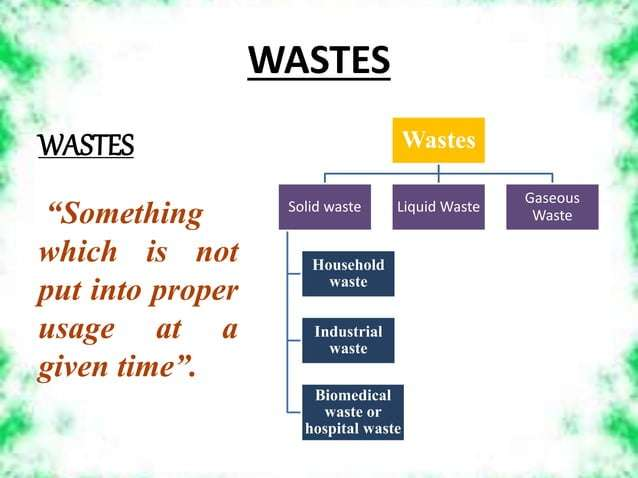 WASTES
WASTES
“Something
which is not
put into proper
usage at a
given time”.
Wastes
Solid waste
Liquid Waste
Gaseous
Waste
Household
waste
Industrial
waste
Biomedical
waste or
hospital waste